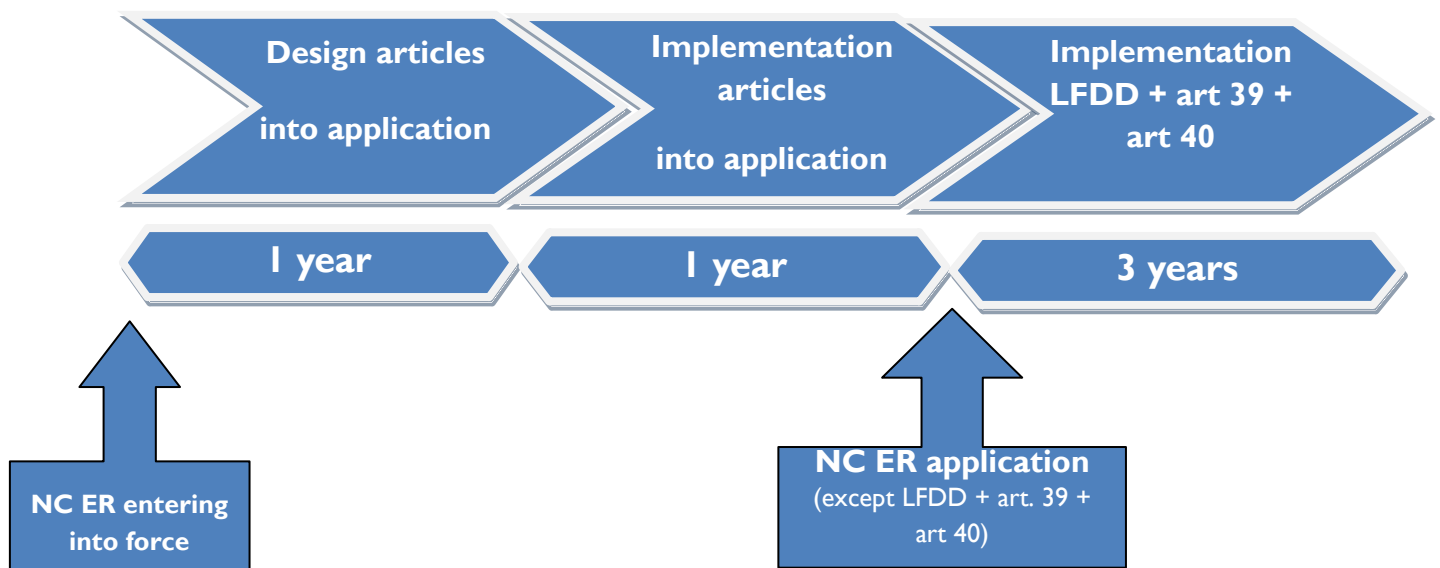 Design articles
into application
Implementation
articles
into application
Implementation
LFDD + art 39 +
art 40
1 year
1 year
3 years
NC ER entering
into force
NC ER application
(except LFDD + art. 39 +
art 40)